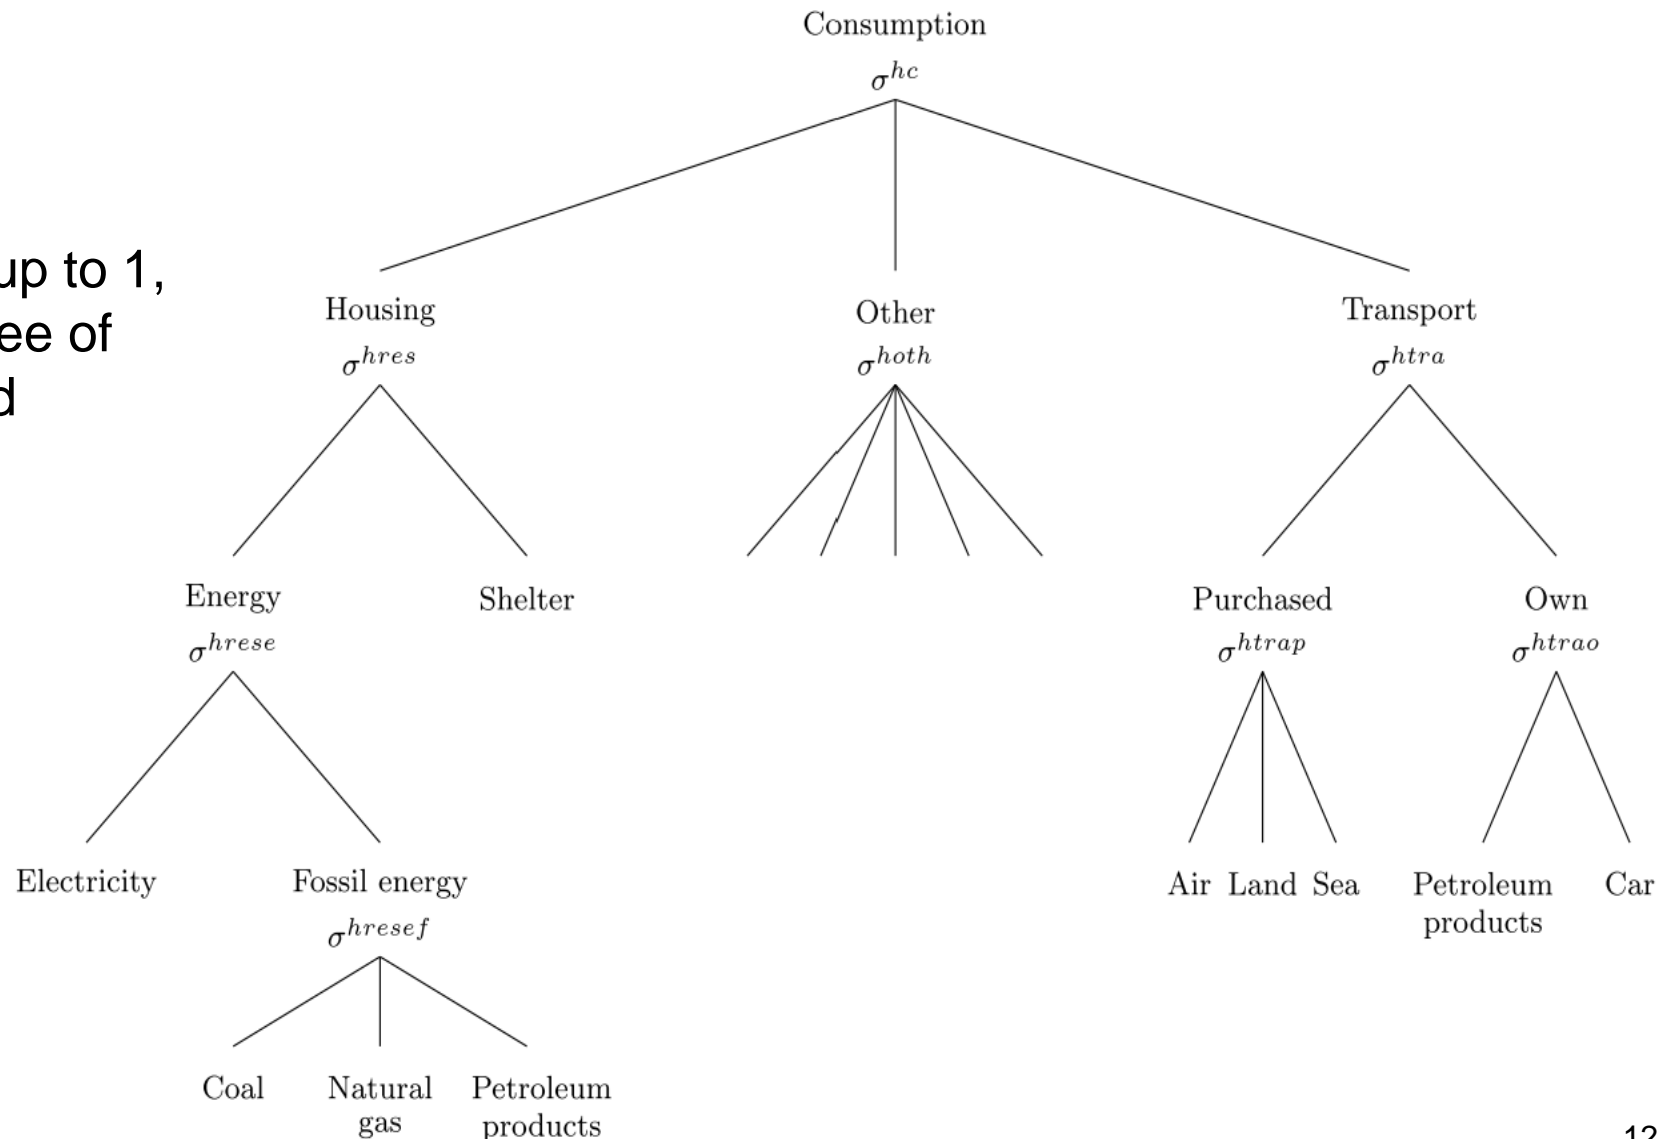 Consumption
σ^{hc}
up to 1,
ee of
d
Housing Other Transport
σ^{hres} σ^{hoth} σ^{htra}
Energy Shelter Purchased Own
σ^{hrese} σ^{htrap} σ^{htrao}
Electricity Fossil energy Air Land Sea Petroleum Car
products
σ^{hresef}
Coal Natural Petroleum
gas products
12